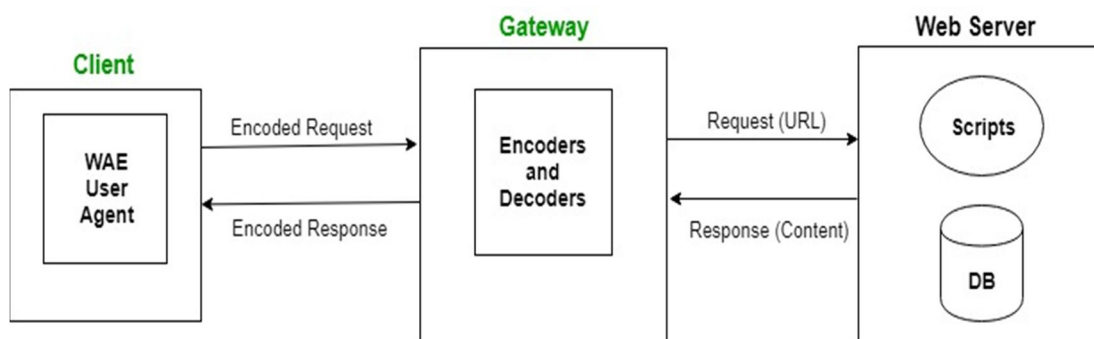 Client
WAE
User
Agent
Encoded Request
Encoded Response
Gateway
Encoders
and
Decoders
Request (URL)
Response (Content)
Web Server
Scripts
DB